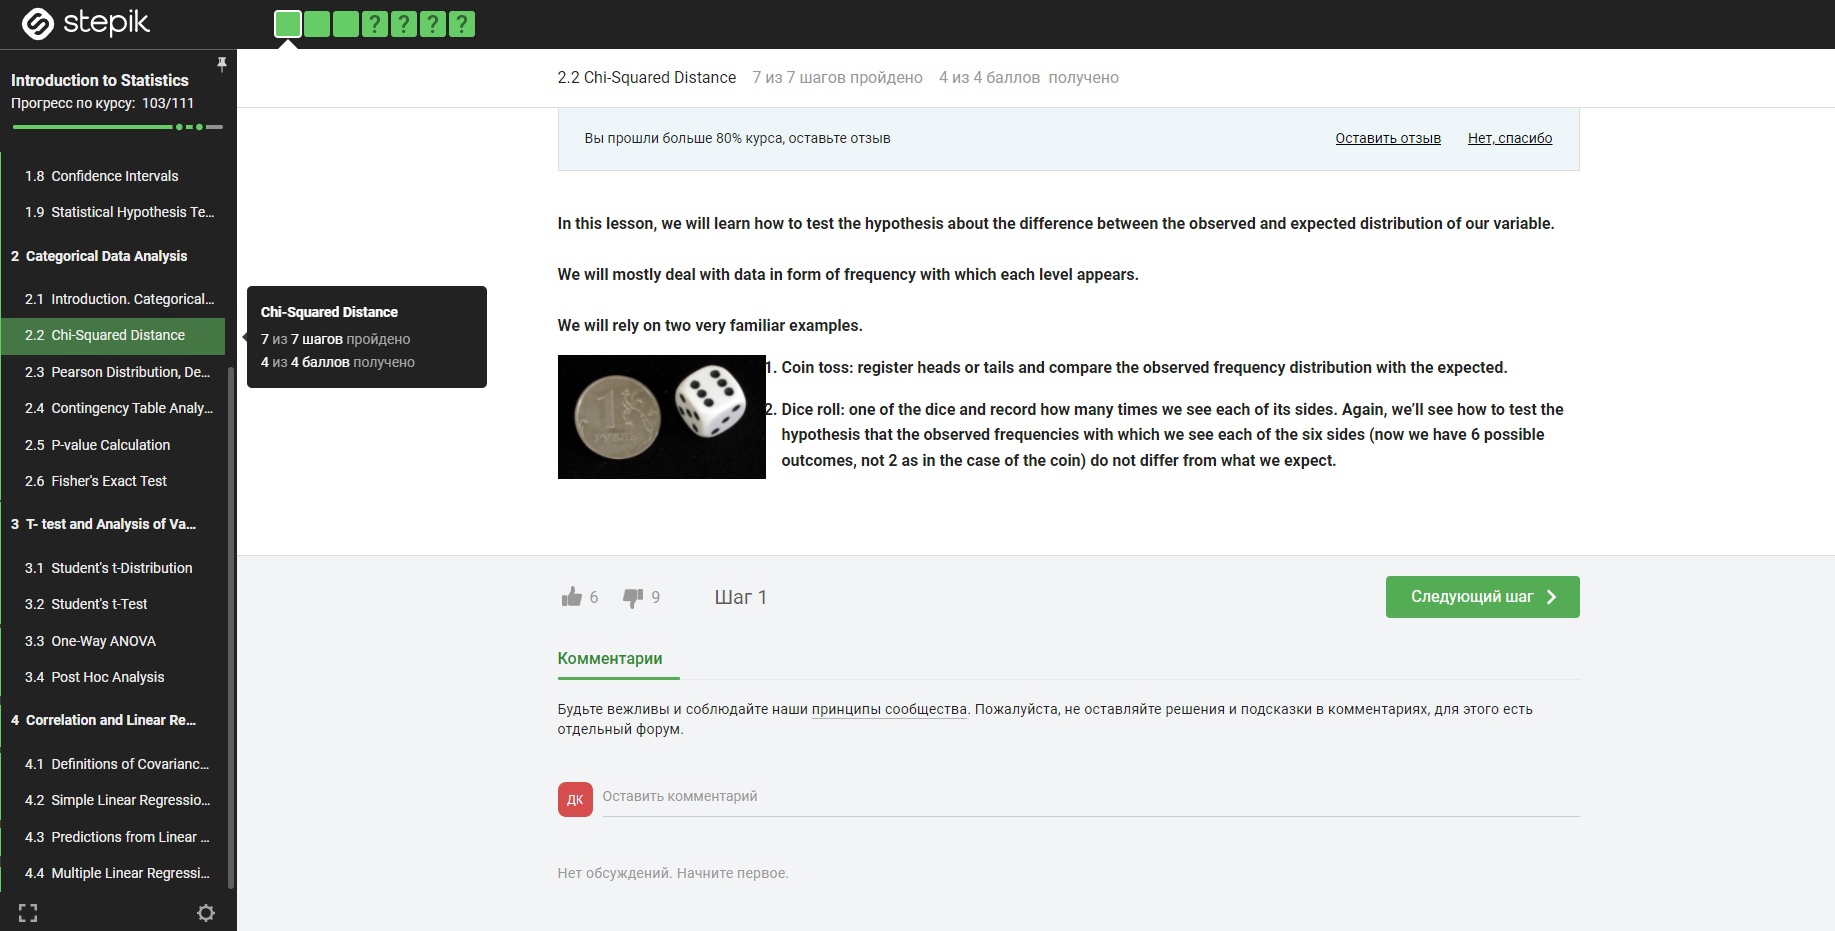 stepik
? ? ? ?
Introduction to Statistics
Прогресс по курсу: 103/111
1.8 Confidence Intervals
1.9 Statistical Hypothesis Te...
2 Categorical Data Analysis
2.1 Introduction. Categorical...
2.2 Chi-Squared Distance
2.3 Pearson Distribution, De...
2.4 Contingency Table Analy...
2.5 P-value Calculation
2.6 Fisher's Exact Test
3 T- test and Analysis of Va...
3.1 Student's t-Distribution
3.2 Student's t-Test
3.3 One-Way ANOVA
3.4 Post Hoc Analysis
4 Correlation and Linear Re...
4.1 Definitions of Covarianc...
4.2 Simple Linear Regressio...
4.3 Predictions from Linear ...
4.4 Multiple Linear Regressi...
Chi-Squared Distance
7 из 7 шагов пройдено
4 из 4 баллов получено
2.2 Chi-Squared Distance 7 из 7 шагов пройдено 4 из 4 баллов получено
Вы прошли больше 80% курса, оставьте отзыв Оставить отзыв Нет, спасибо
In this lesson, we will learn how to test the hypothesis about the difference between the observed and expected distribution of our variable.
We will mostly deal with data in form of frequency with which each level appears.
We will rely on two very familiar examples.
1 РУБЛЬ
1. Coin toss: register heads or tails and compare the observed frequency distribution with the expected.
2. Dice roll: one of the dice and record how many times we see each of its sides. Again, we’ll see how to test the
hypothesis that the observed frequencies with which we see each of the six sides (now we have 6 possible
outcomes, not 2 as in the case of the coin) do not differ from what we expect.
6 9 Шаг 1 Следующий шаг
Комментарии
Будьте вежливы и соблюдайте наши принципы сообщества. Пожалуйста, не оставляйте решения и подсказки в комментариях, для этого есть
отдельный форум.
ДК Оставить комментарий
Нет обсуждений. Начните первое.